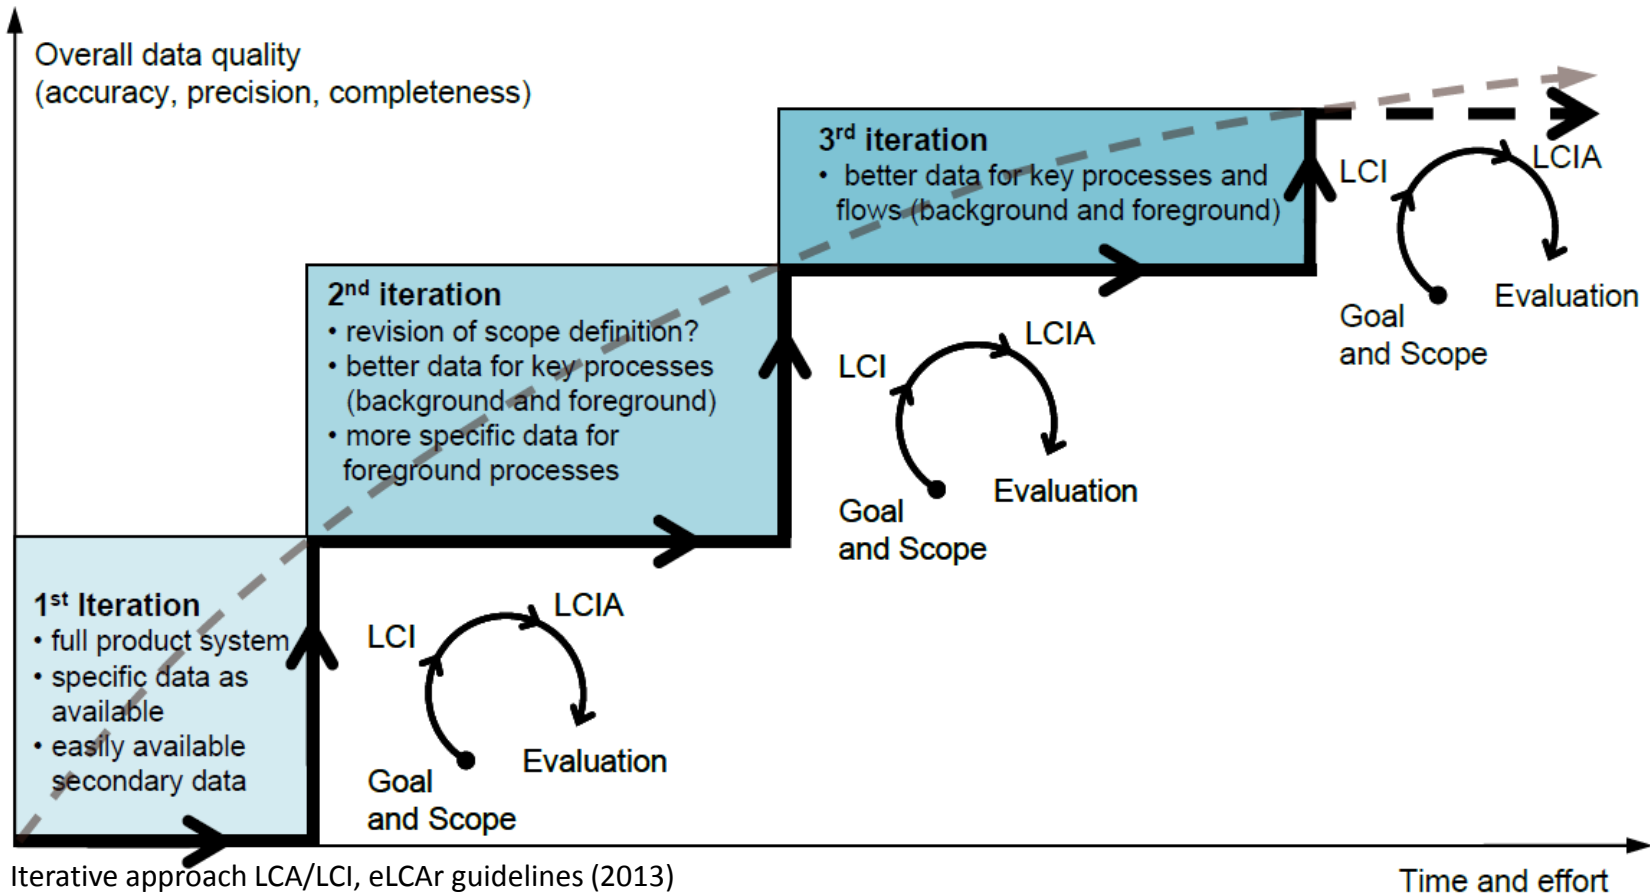 Overall data quality
(accuracy, precision, completeness)
3rd iteration
• better data for key processes and
flows (background and foreground)
LCI
LCIA
Goal
and Scope
Evaluation
2nd iteration
• revision of scope definition?
• better data for key processes
(background and foreground)
• more specific data for
foreground processes
LCI
LCIA
Goal
and Scope
Evaluation
1st Iteration
• full product system
• specific data as
available
• easily available
secondary data
LCI
LCIA
Goal
and Scope
Evaluation
Iterative approach LCA/LCI, eLCAr guidelines (2013)
Time and effort